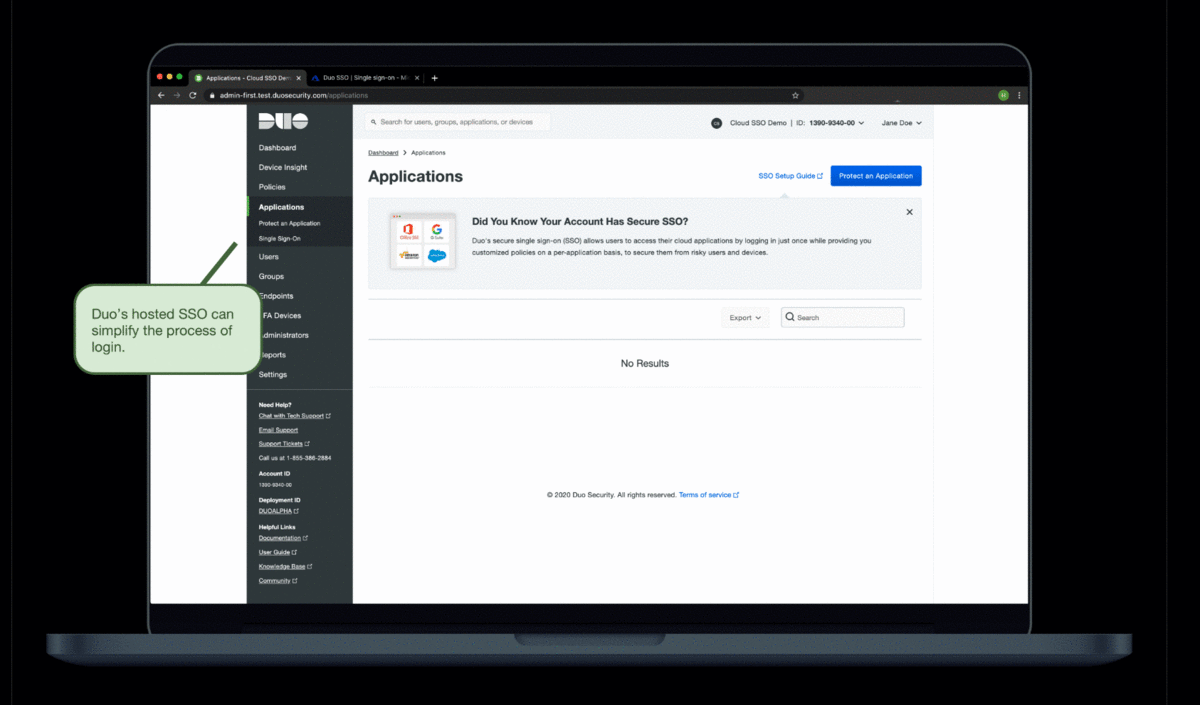 Applications - Cloud SSO Dem
Duo SSO | Single sign-on - Mi
admin-first.test.duosecurity.com/applications
DUO
Search for users, groups, applications, or devices
CS
Cloud SSO Demo | ID: 1390-9340-00
Jane Doe
Dashboard
Device Insight
Policies
Applications
Protect an Application
Single Sign-On
Users
Groups
Endpoints
FA Devices
dministrators
eports
Settings
Need Help?
Chat with Tech Support
Email Support
Support Tickets
Call us at 1-855-386-2884
Account ID
1390-9340-00
Deployment ID
DUOALPHA
Helpful Links
Documentation
User Guide
Knowledge Base
Community
Duo's hosted SSO can
simplify the process of
login.
Dashboard > Applications
Applications
SSO Setup Guide
Protect an Application
Office 365
G Suite
Did You Know Your Account Has Secure SSO?
Duo's secure single sign-on (SSO) allows users to access their cloud applications by logging in just once while providing you
customized policies on a per-application basis, to secure them from risky users and devices.
Export
Search
No Results
© 2020 Duo Security. All rights reserved. Terms of service